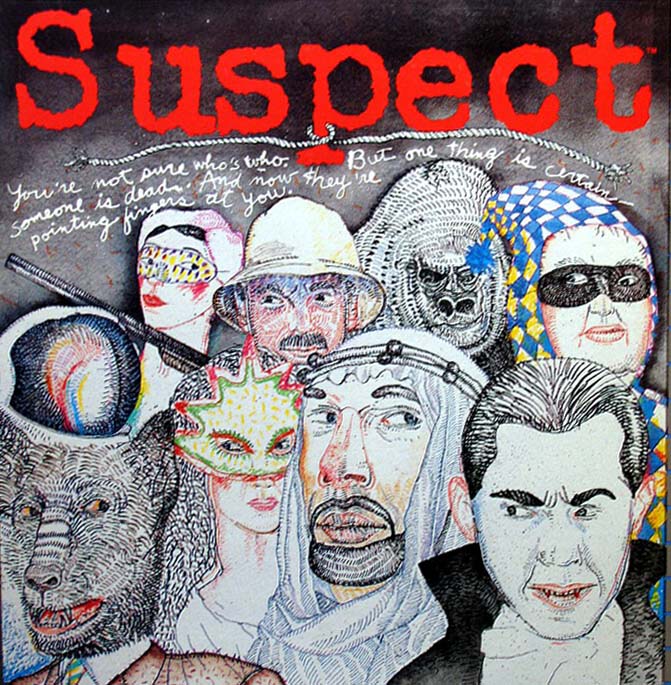 Suspect™
You're not sure who's who. But one thing is certain—
someone is dead. And now they're
pointing fingers at you.